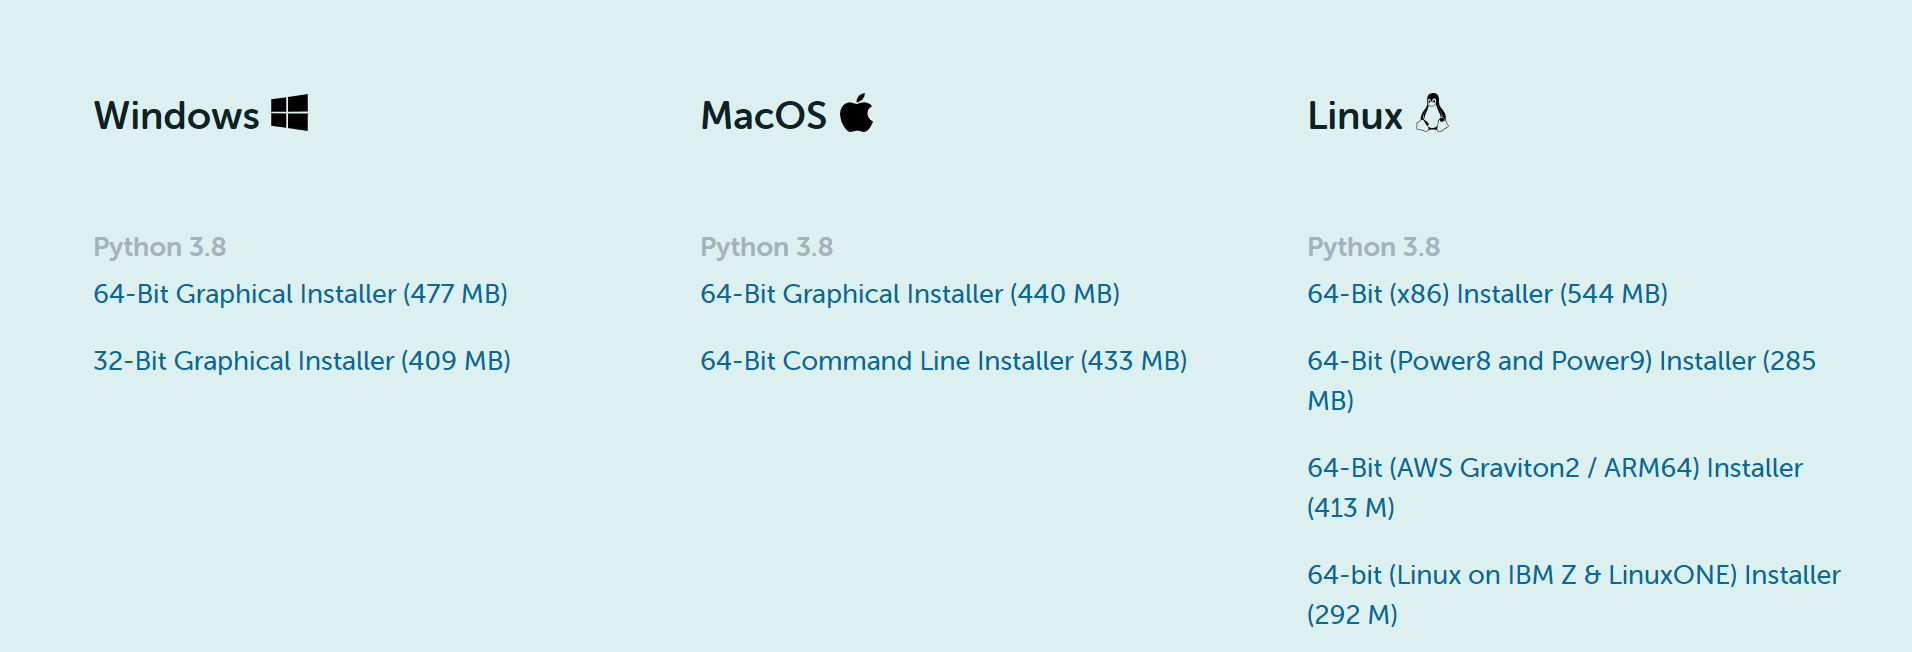 Windows
Python 3.8
64-Bit Graphical Installer (477 MB)
32-Bit Graphical Installer (409 MB)
MacOS
Python 3.8
64-Bit Graphical Installer (440 MB)
64-Bit Command Line Installer (433 MB)
Linux
Python 3.8
64-Bit (x86) Installer (544 MB)
64-Bit (Power8 and Power9) Installer (285
MB)
64-Bit (AWS Graviton2 / ARM64) Installer
(413 M)
64-bit (Linux on IBM Z & LinuxONE) Installer
(292 M)